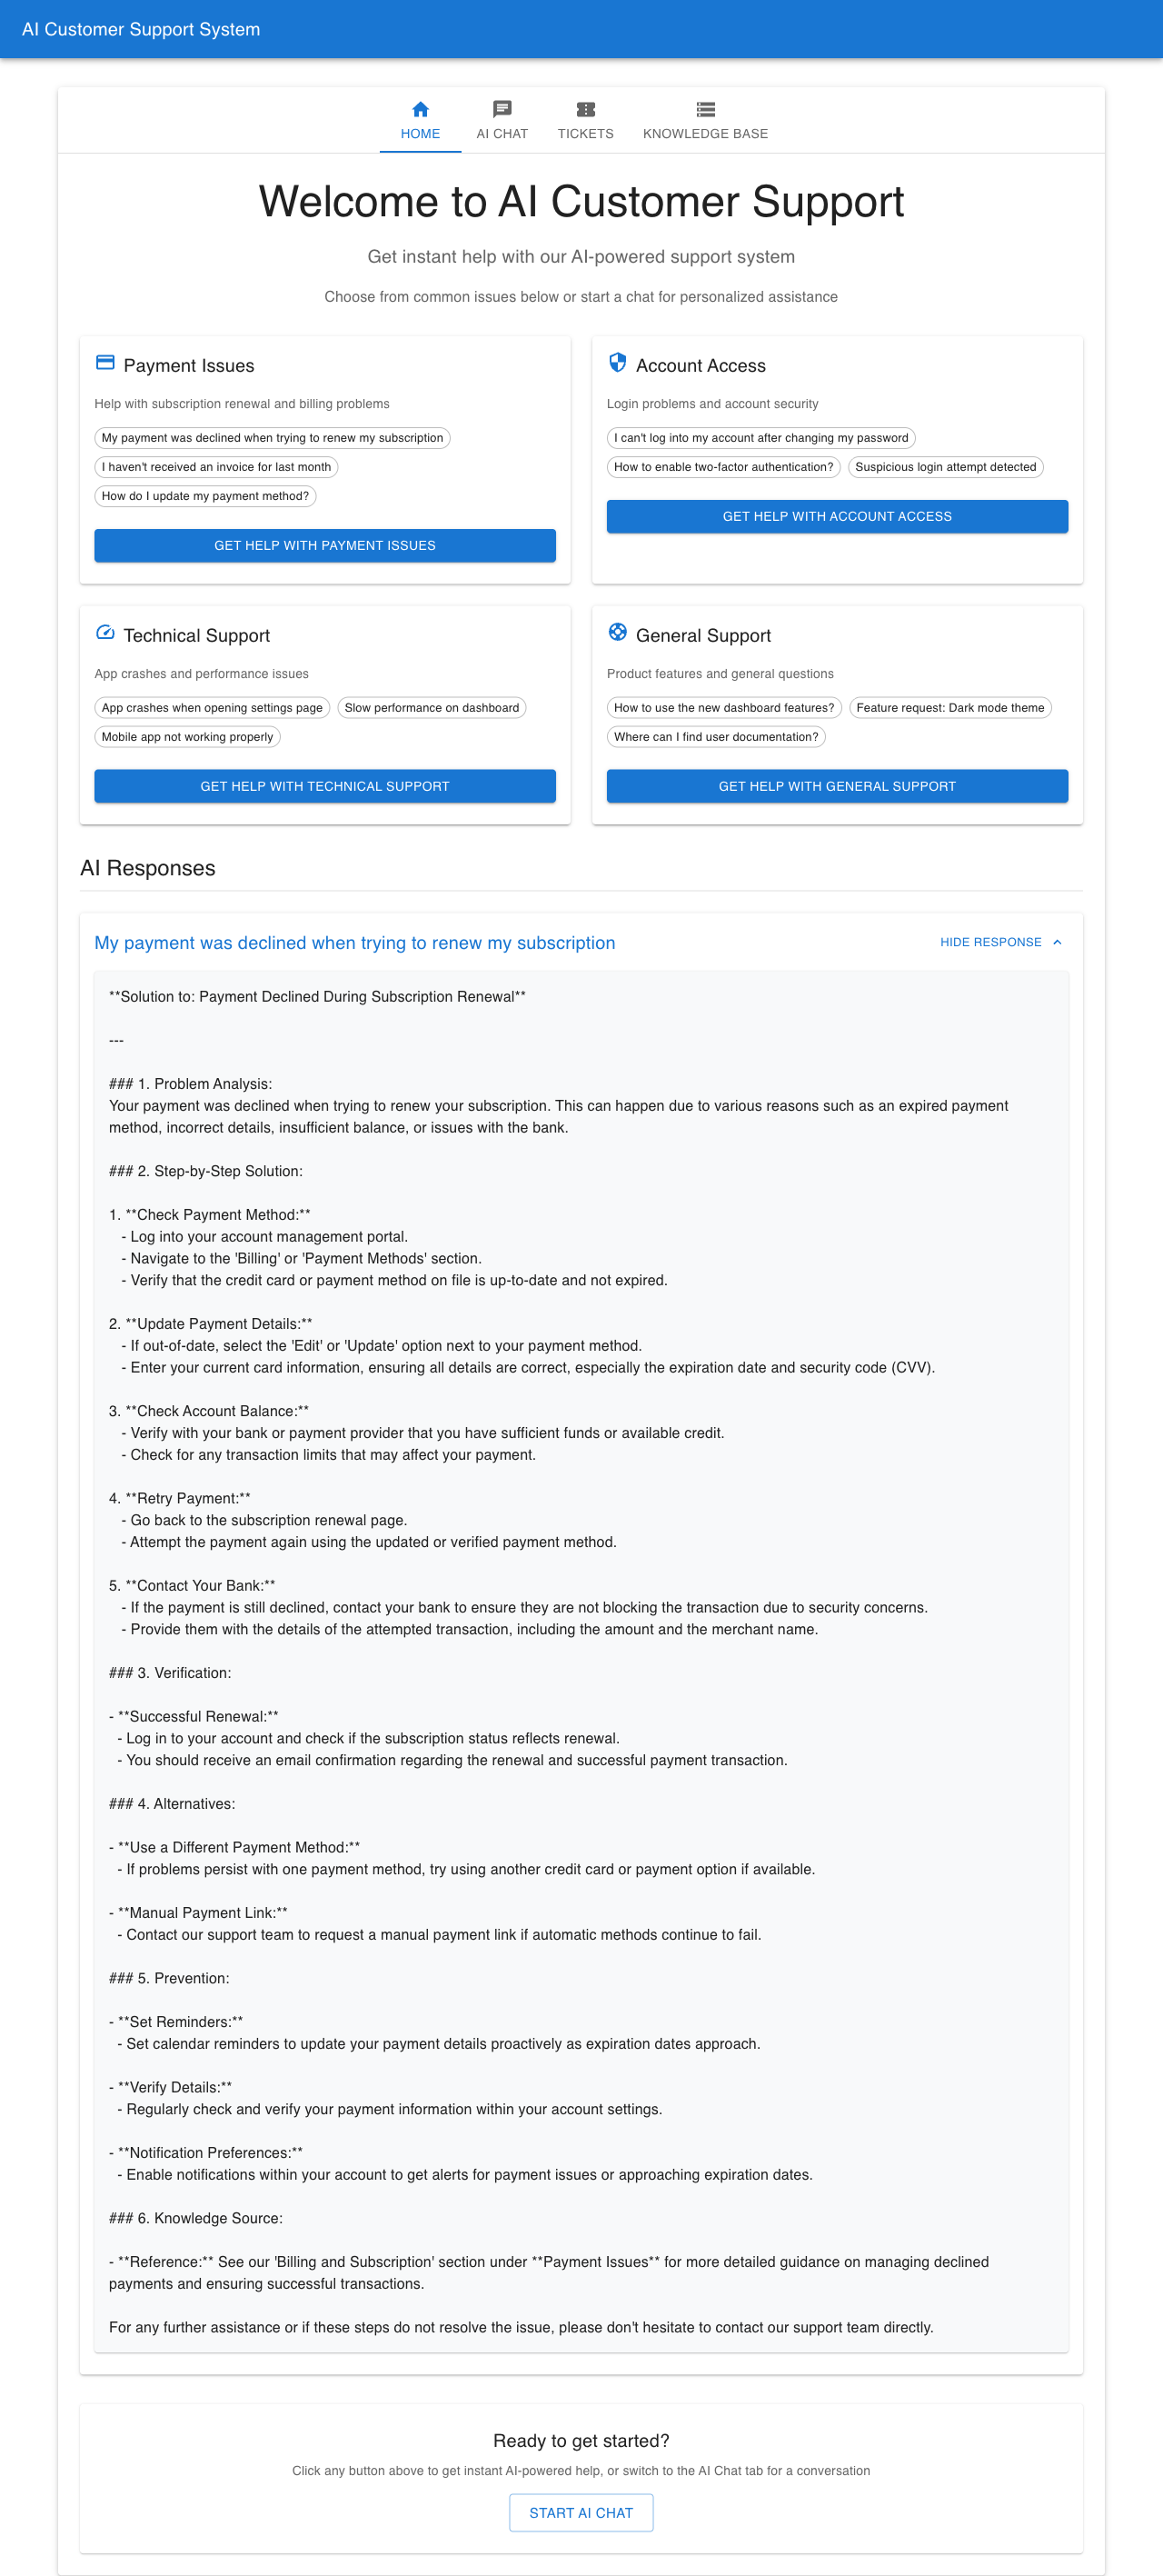 AI Customer Support System
HOME
AI CHAT
TICKETS
KNOWLEDGE BASE
Welcome to AI Customer Support
Get instant help with our AI-powered support system
Choose from common issues below or start a chat for personalized assistance
Payment Issues
Help with subscription renewal and billing problems
My payment was declined when trying to renew my subscription
I haven't received an invoice for last month
How do I update my payment method?
GET HELP WITH PAYMENT ISSUES
Account Access
Login problems and account security
I can't log into my account after changing my password
How to enable two-factor authentication?
Suspicious login attempt detected
GET HELP WITH ACCOUNT ACCESS
Technical Support
App crashes and performance issues
App crashes when opening settings page
Slow performance on dashboard
Mobile app not working properly
GET HELP WITH TECHNICAL SUPPORT
General Support
Product features and general questions
How to use the new dashboard features?
Feature request: Dark mode theme
Where can I find user documentation?
GET HELP WITH GENERAL SUPPORT
AI Responses
My payment was declined when trying to renew my subscription
HIDE RESPONSE
**Solution to: Payment Declined During Subscription Renewal**
---
### 1. Problem Analysis:
Your payment was declined when trying to renew your subscription. This can happen due to various reasons such as an expired payment
method, incorrect details, insufficient balance, or issues with the bank.
### 2. Step-by-Step Solution:
1. **Check Payment Method:**
- Log into your account management portal.
- Navigate to the 'Billing' or 'Payment Methods' section.
- Verify that the credit card or payment method on file is up-to-date and not expired.
2. **Update Payment Details:**
- If out-of-date, select the 'Edit' or 'Update' option next to your payment method.
- Enter your current card information, ensuring all details are correct, especially the expiration date and security code (CVV).
3. **Check Account Balance:**
- Verify with your bank or payment provider that you have sufficient funds or available credit.
- Check for any transaction limits that may affect your payment.
4. **Retry Payment:**
- Go back to the subscription renewal page.
- Attempt the payment again using the updated or verified payment method.
5. **Contact Your Bank:**
- If the payment is still declined, contact your bank to ensure they are not blocking the transaction due to security concerns.
- Provide them with the details of the attempted transaction, including the amount and the merchant name.
### 3. Verification:
- **Successful Renewal:**
- Log in to your account and check if the subscription status reflects renewal.
- You should receive an email confirmation regarding the renewal and successful payment transaction.
### 4. Alternatives:
- **Use a Different Payment Method:**
- If problems persist with one payment method, try using another credit card or payment option if available.
- **Manual Payment Link:**
- Contact our support team to request a manual payment link if automatic methods continue to fail.
### 5. Prevention:
- **Set Reminders:**
- Set calendar reminders to update your payment details proactively as expiration dates approach.
- **Verify Details:**
- Regularly check and verify your payment information within your account settings.
- **Notification Preferences:**
- Enable notifications within your account to get alerts for payment issues or approaching expiration dates.
### 6. Knowledge Source:
- **Reference:** See our 'Billing and Subscription' section under **Payment Issues** for more detailed guidance on managing declined
payments and ensuring successful transactions.
For any further assistance or if these steps do not resolve the issue, please don't hesitate to contact our support team directly.
Ready to get started?
Click any button above to get instant AI-powered help, or switch to the AI Chat tab for a conversation
START AI CHAT